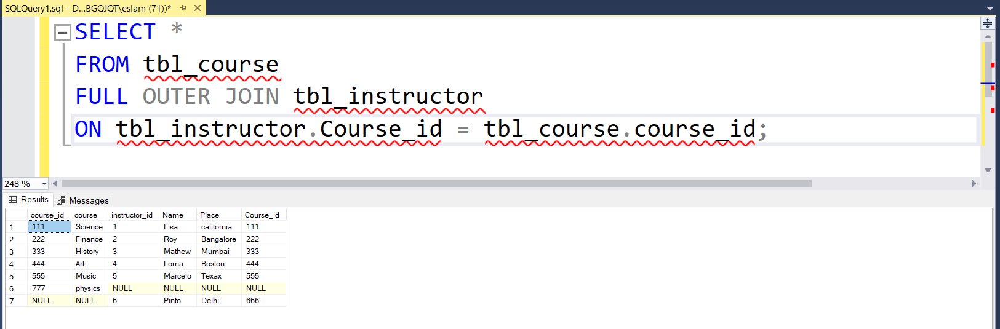 SQLQuery1.sql - D...BGQJQT\eslam (71))*
SELECT *
FROM tbl_course
FULL OUTER JOIN tbl_instructor
ON tbl_instructor.Course_id = tbl_course.course_id;
248 %
Results Messages
course_id course instructor_id Name Place Course_id
1 111 Science 1 Lisa california 111
2 222 Finance 2 Roy Bangalore 222
3 333 History 3 Mathew Mumbai 333
4 444 Art 4 Lorna Boston 444
5 555 Music 5 Marcelo Texax 555
6 777 physics NULL NULL NULL NULL
7 NULL NULL 6 Pinto Delhi 666